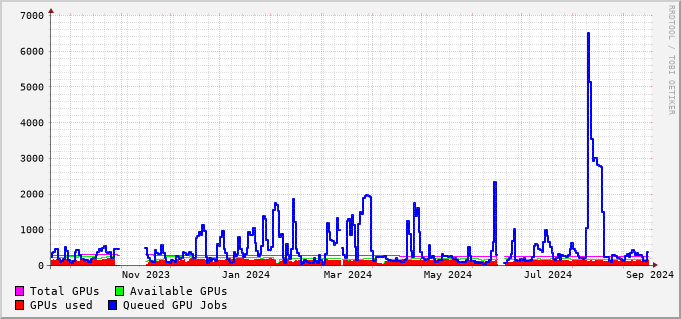 7000
6000
5000
4000
3000
2000
1000
0
Nov 2023 Jan 2024 Mar 2024 May 2024 Jul 2024 Sep 2024
Total GPUs Available GPUs
GPUs used Queued GPU Jobs
RRDTOOL / TOBI OETIKER